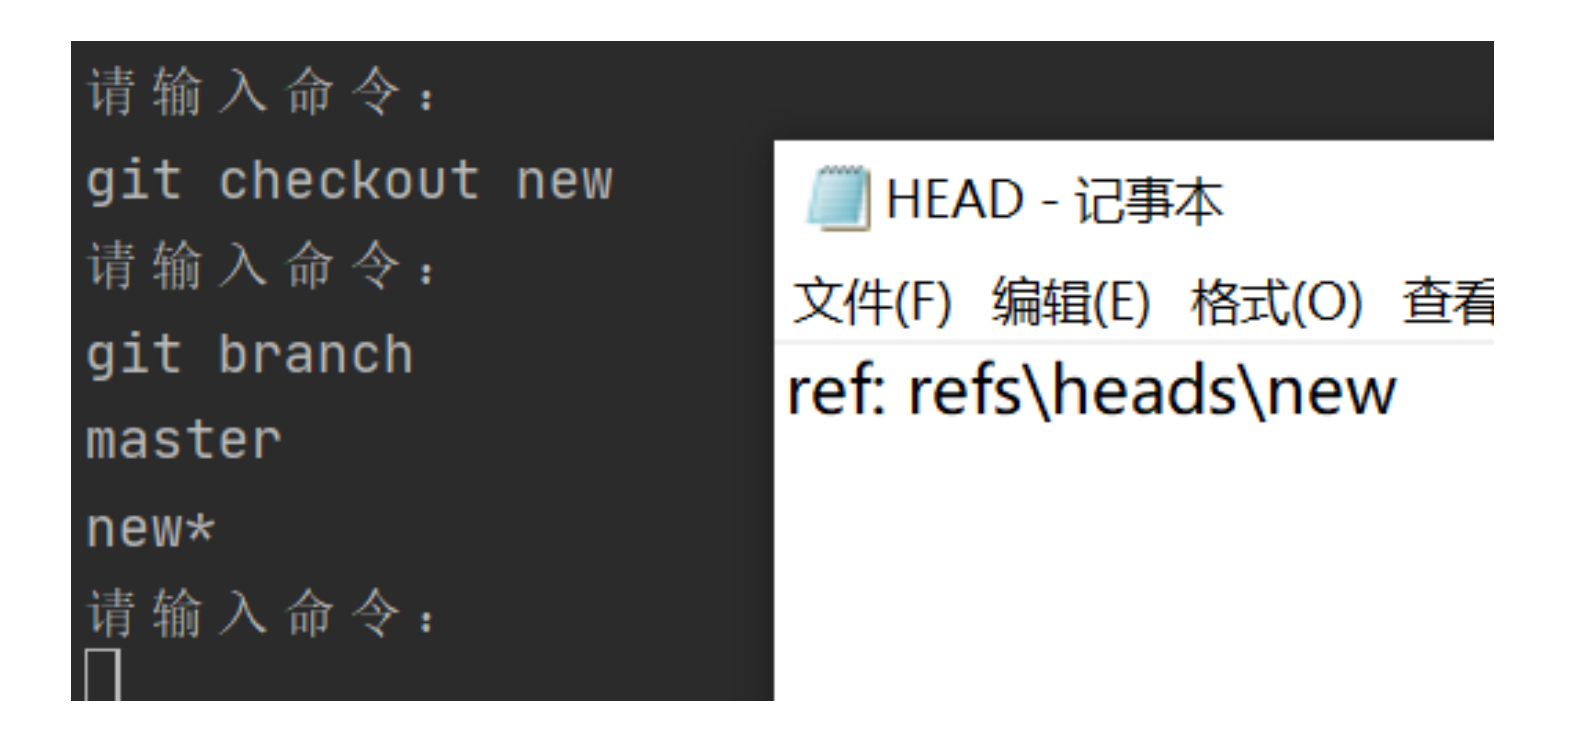 请输入命令：
git checkout new
请输入命令：
git branch
master
new*
请输入命令：
HEAD - 记事本
文件(F) 编辑(E) 格式(O) 查看
ref: refs\heads\new